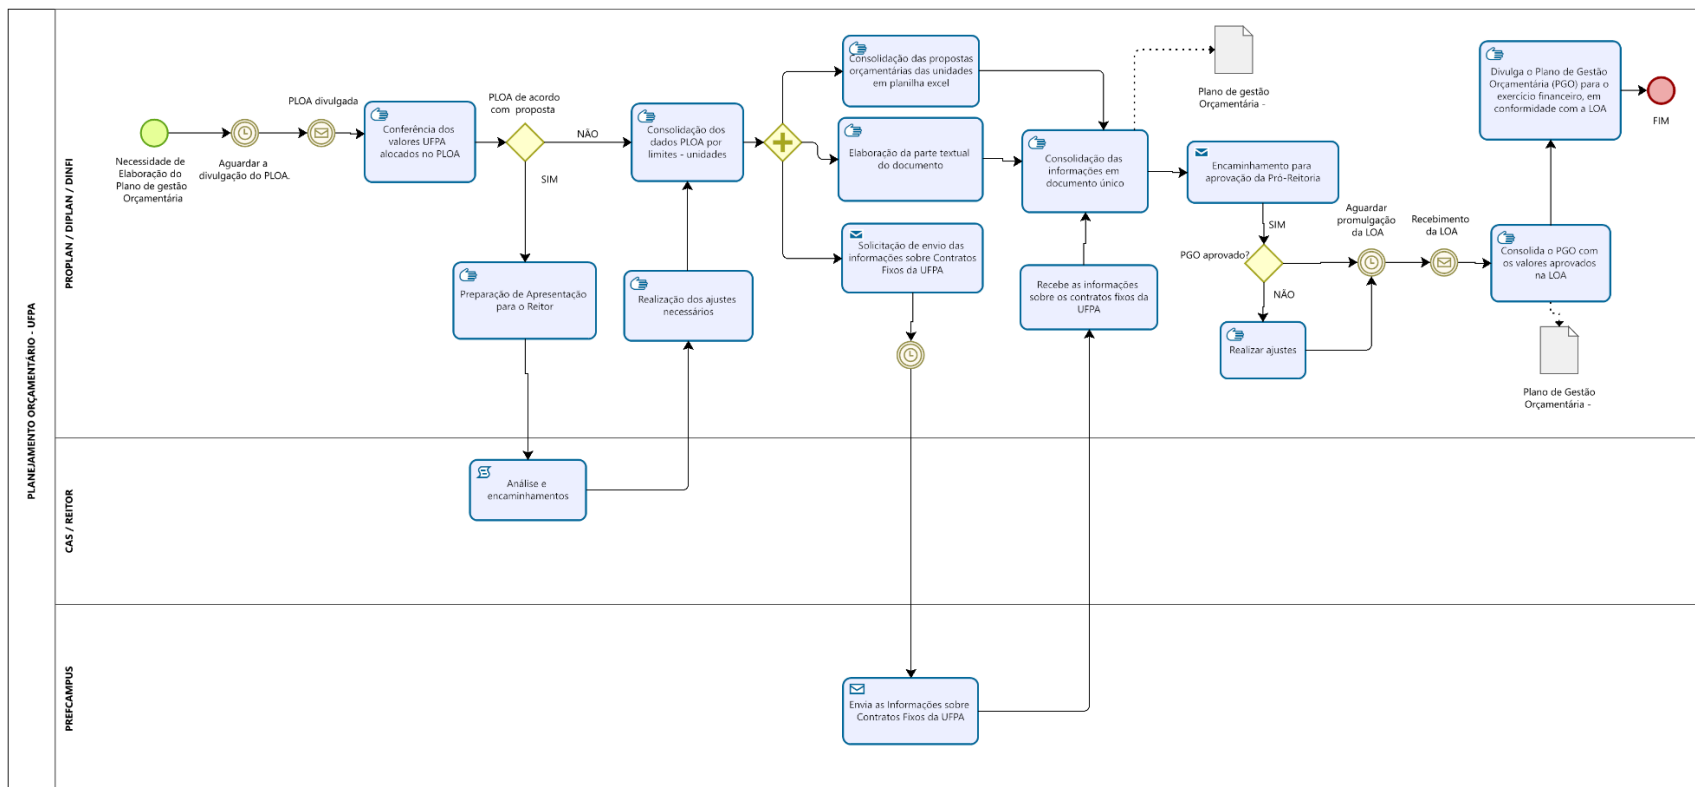 PLANEJAMENTO ORÇAMENTÁRIO - UFPA
PROPLAN / DIPLAN / DINFI
Necessidade de
Elaboração do
Plano de gestão
Orçamentária
Aguardar a
divulgação do PLOA.
PLOA divulgada
Conferência dos
valores UFPA
alocados no PLOA
PLOA de acordo
com proposta
NÃO
SIM
Preparação de Apresentação
para o Reitor
Consolidação dos
dados PLOA por
limites - unidades
Realização dos ajustes
necessários
Consolidação das propostas
orçamentárias das unidades
em planilha excel
Elaboração da parte textual
do documento
Solicitação de envio das
informações sobre Contratos
Fixos da UFPA
Consolidação das
informações em
documento único
Recebe as informações
sobre os contratos fixos da
UFPA
Plano de gestão
Orçamentária -
Encaminhamento para
aprovação da Pró-Reitoria
SIM
PGO aprovado?
NÃO
Realizar ajustes
Aguardar
promulgação
da LOA
Recebimento
da LOA
Consolida o PGO com
os valores aprovados
na LOA
Plano de Gestão
Orçamentária -
Divulga o Plano de Gestão
Orçamentária (PGO) para o
exercício financeiro, em
conformidade com a LOA
FIM
CAS / REITOR
Análise e
encaminhamentos
PREFCAMPUS
Envia as Informações sobre
Contratos Fixos da UFPA